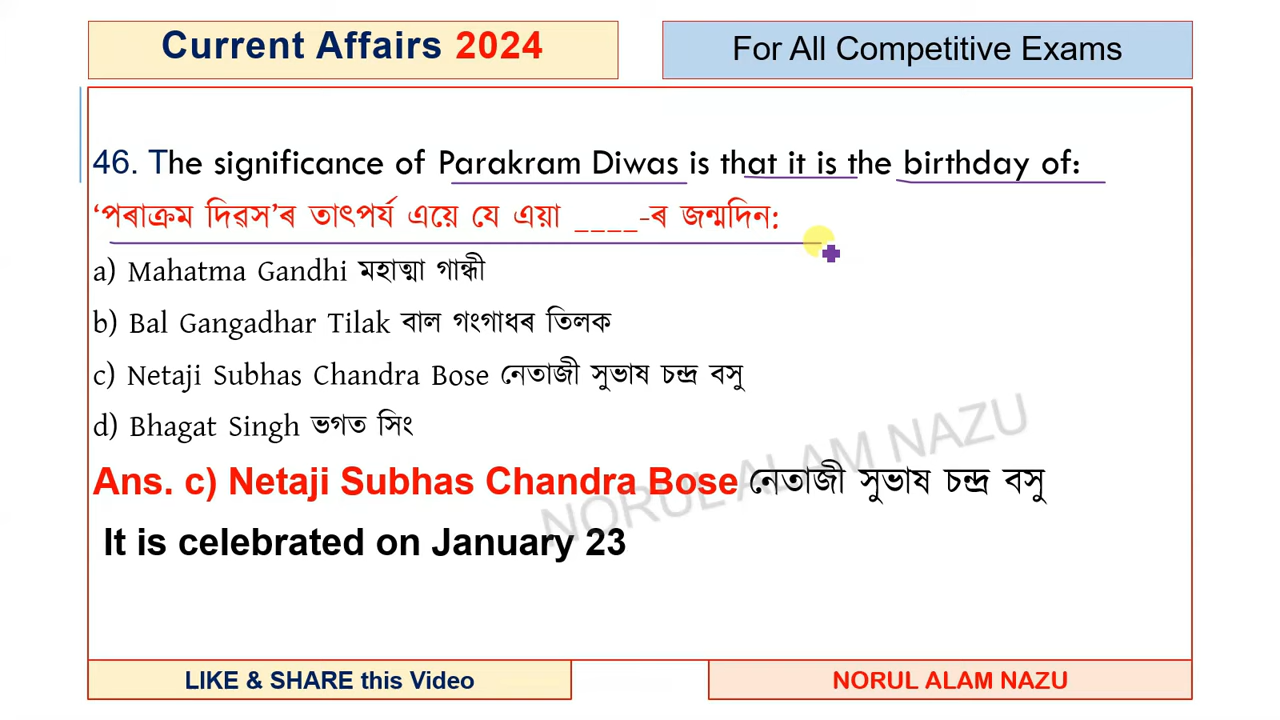 Current Affairs 2024
For All Competitive Exams
46. The significance of Parakram Diwas is that it is the birthday of:
‘পৰাক্ৰম দিৱস’ৰ তাৎপৰ্য এয়ে যে এয়া ____-ৰ জন্মদিন:
a) Mahatma Gandhi মহাত্মা গান্ধী
b) Bal Gangadhar Tilak বাল গংগাধৰ তিলক
c) Netaji Subhas Chandra Bose নেতাজী সুভাষ চন্দ্ৰ বসু
d) Bhagat Singh ভগত সিং
Ans. c) Netaji Subhas Chandra Bose নেতাজী সুভাষ চন্দ্ৰ বসু
It is celebrated on January 23
NORUL ALAM NAZU
LIKE & SHARE this Video
NORUL ALAM NAZU